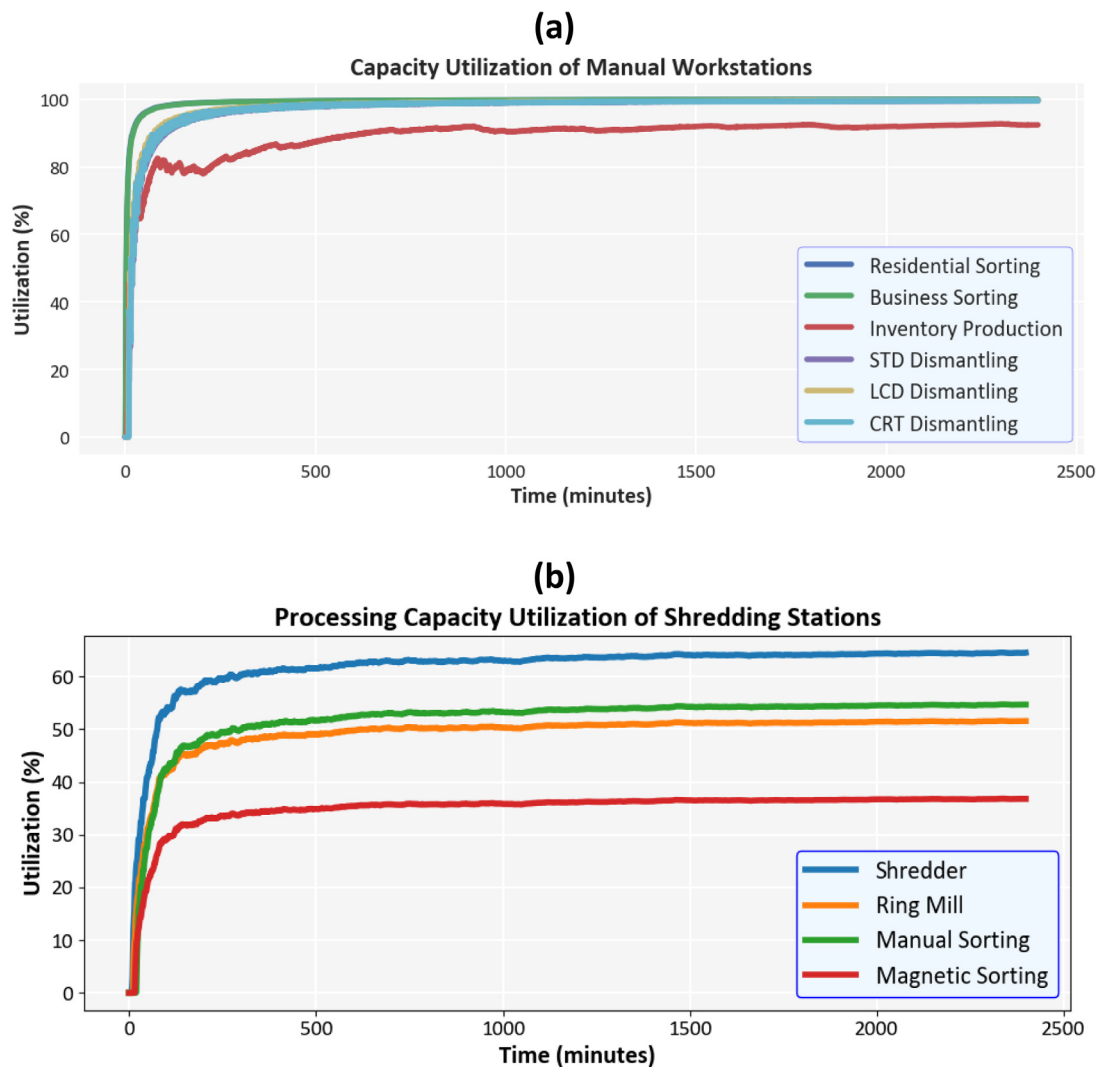 (a)
Capacity Utilization of Manual Workstations
Utilization (%)
100
80
60
40
20
0
Residential Sorting
Business Sorting
Inventory Production
STD Dismantling
LCD Dismantling
CRT Dismantling
0 500 1000 1500 2000 2500
Time (minutes)
(b)
Processing Capacity Utilization of Shredding Stations
Utilization (%)
60
50
40
30
20
10
0
Shredder
Ring Mill
Manual Sorting
Magnetic Sorting
0 500 1000 1500 2000 2500
Time (minutes)